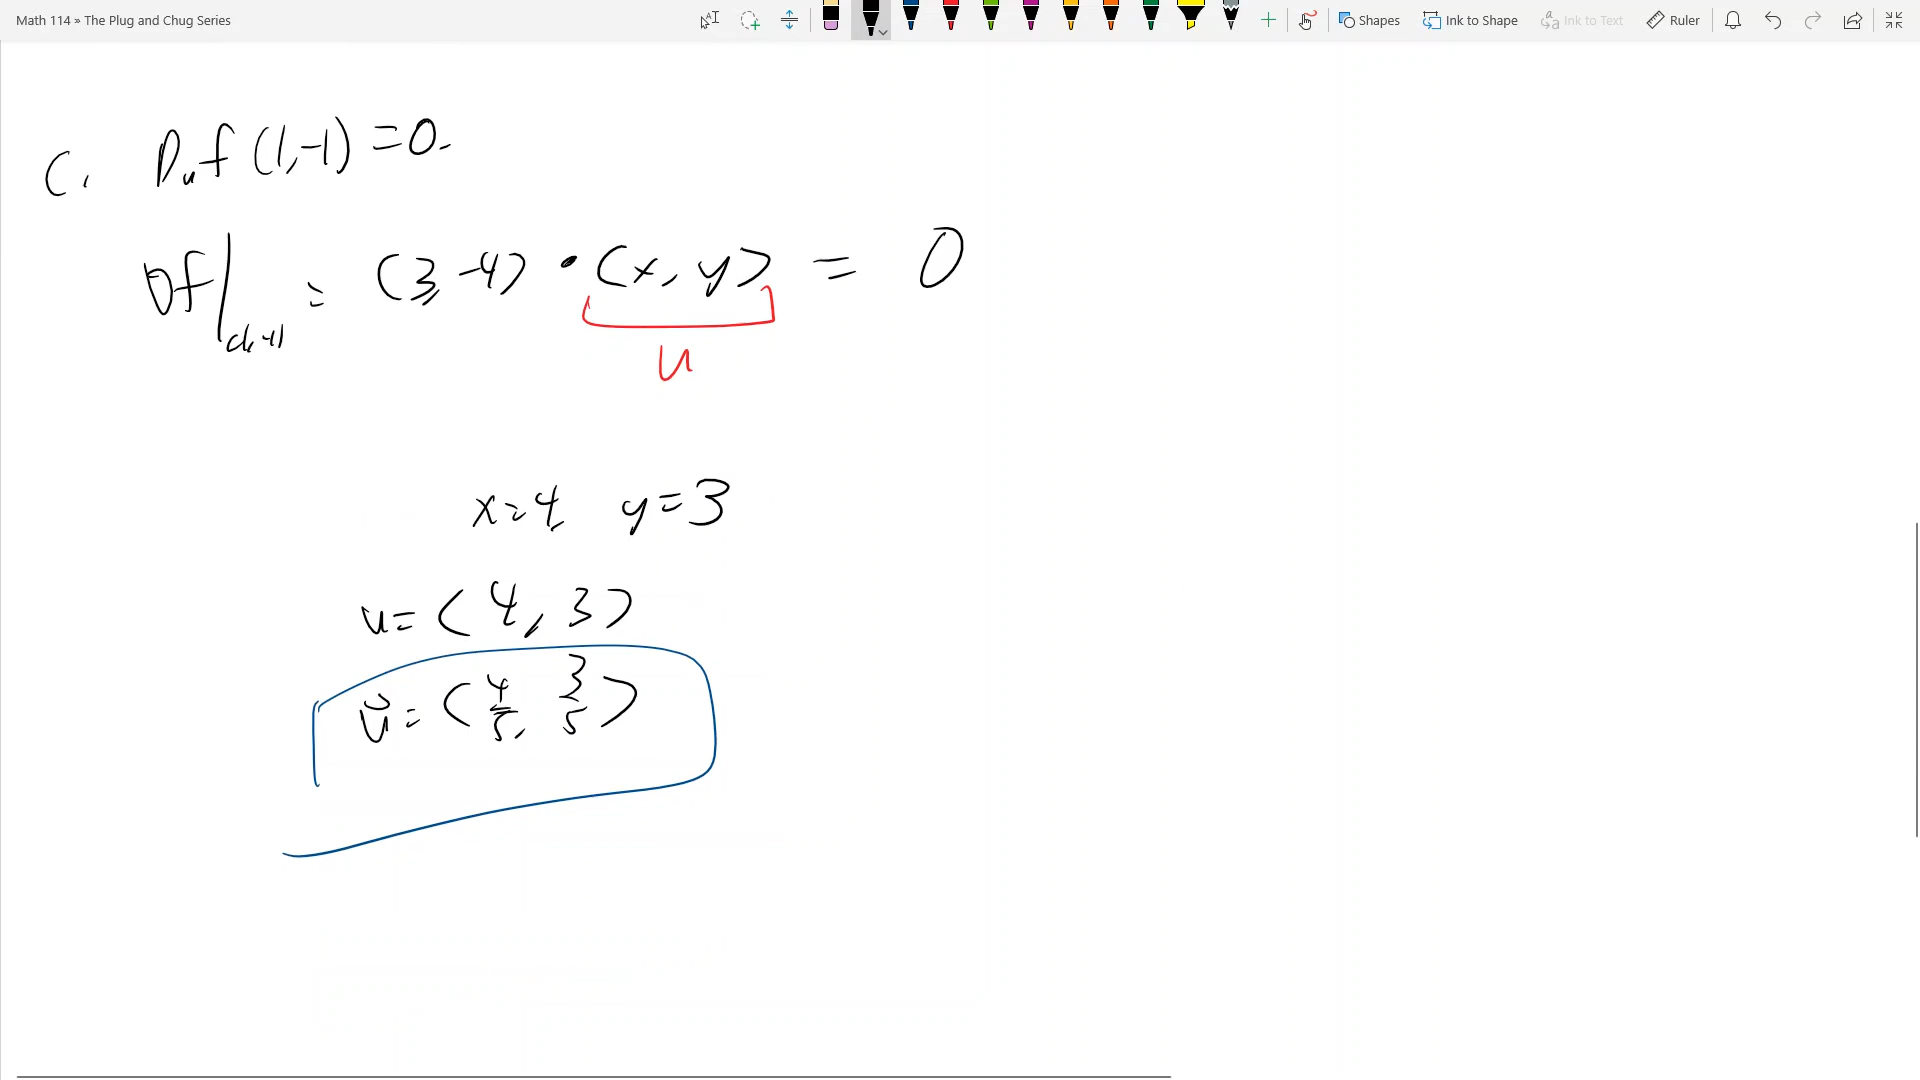 Math 114 » The Plug and Chug Series
Shapes
Ink to Shape
Ink to Text
Ruler
C. Duf(1,-1) = 0.
∇f|(1,-1) = ⟨3, -4⟩ • ⟨x, y⟩ = 0
u
x=4, y=3
u= ⟨4, 3⟩
u= ⟨4/5, 3/5⟩